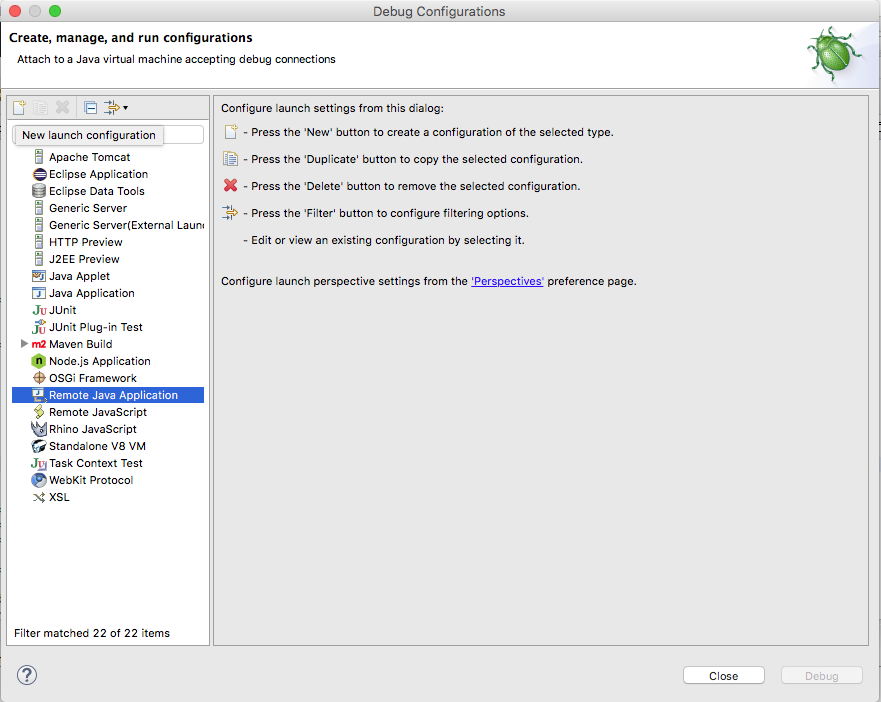 Debug Configurations
Create, manage, and run configurations
Attach to a Java virtual machine accepting debug connections
New launch configuration
Apache Tomcat
Eclipse Application
Eclipse Data Tools
Generic Server
Generic Server(External Laun
HTTP Preview
J2EE Preview
Java Applet
Java Application
JUnit
JUnit Plug-in Test
m2 Maven Build
Node.js Application
OSGi Framework
Remote Java Application
Remote JavaScript
Rhino JavaScript
Standalone V8 VM
Task Context Test
WebKit Protocol
XSL
Filter matched 22 of 22 items
Configure launch settings from this dialog:
- Press the 'New' button to create a configuration of the selected type.
- Press the 'Duplicate' button to copy the selected configuration.
- Press the 'Delete' button to remove the selected configuration.
- Press the 'Filter' button to configure filtering options.
- Edit or view an existing configuration by selecting it.
Configure launch perspective settings from the 'Perspectives' preference page.
?
Close
Debug